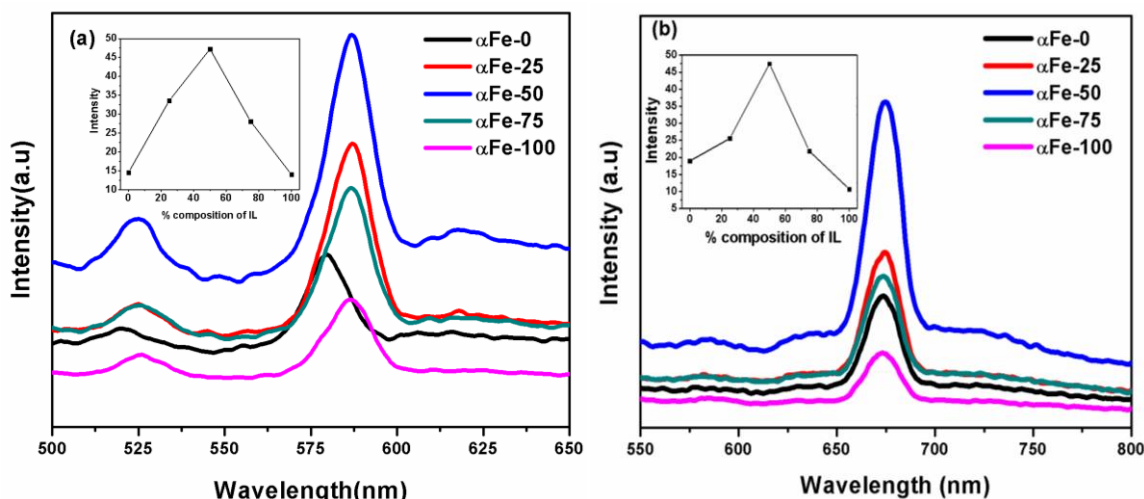 (a)
αFe-0
αFe-25
αFe-50
αFe-75
αFe-100
Intensity
50
45
40
35
30
25
20
15
10
0 20 40 60 80 100
% composition of IL
Intensity(a.u)
500 525 550 575 600 625 650
Wavelength(nm)
(b)
αFe-0
αFe-25
αFe-50
αFe-75
αFe-100
Intensity
50
45
40
35
30
25
20
15
10
0 20 40 60 80 100
% composition of IL
Intensity (a.u)
550 600 650 700 750 800
Wavelength (nm)